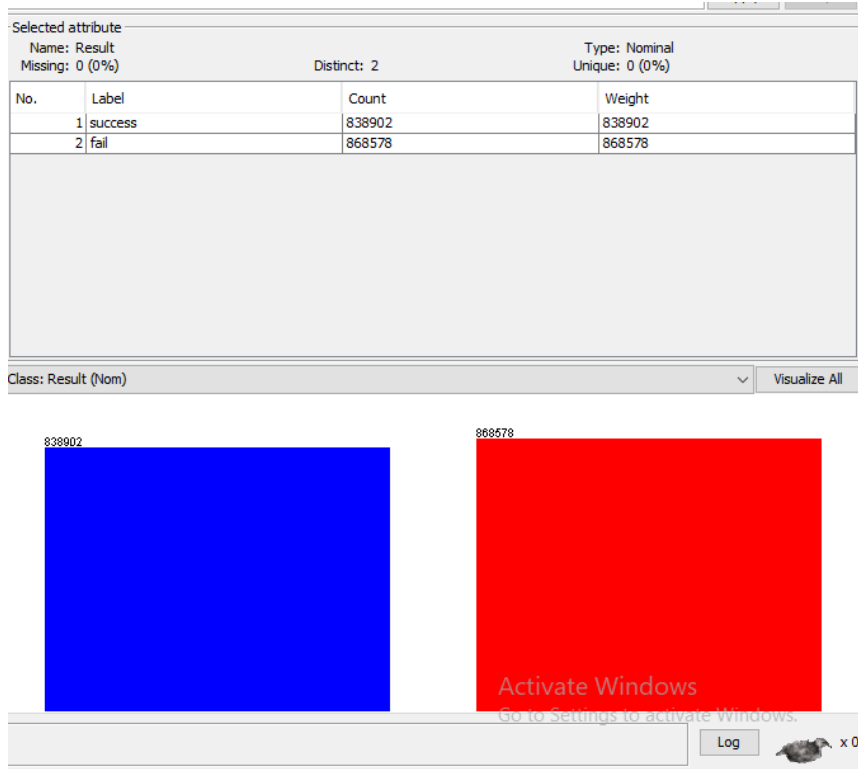 Selected attribute
Name: Result
Type: Nominal
Missing: 0 (0%)
Distinct: 2
Unique: 0 (0%)
No. Label Count Weight
1 success 838902 838902
2 fail 868578 868578
Class: Result (Nom)
Visualize All
838902
868578
Activate Windows
Go to Settings to activate Windows.
Log
x 0